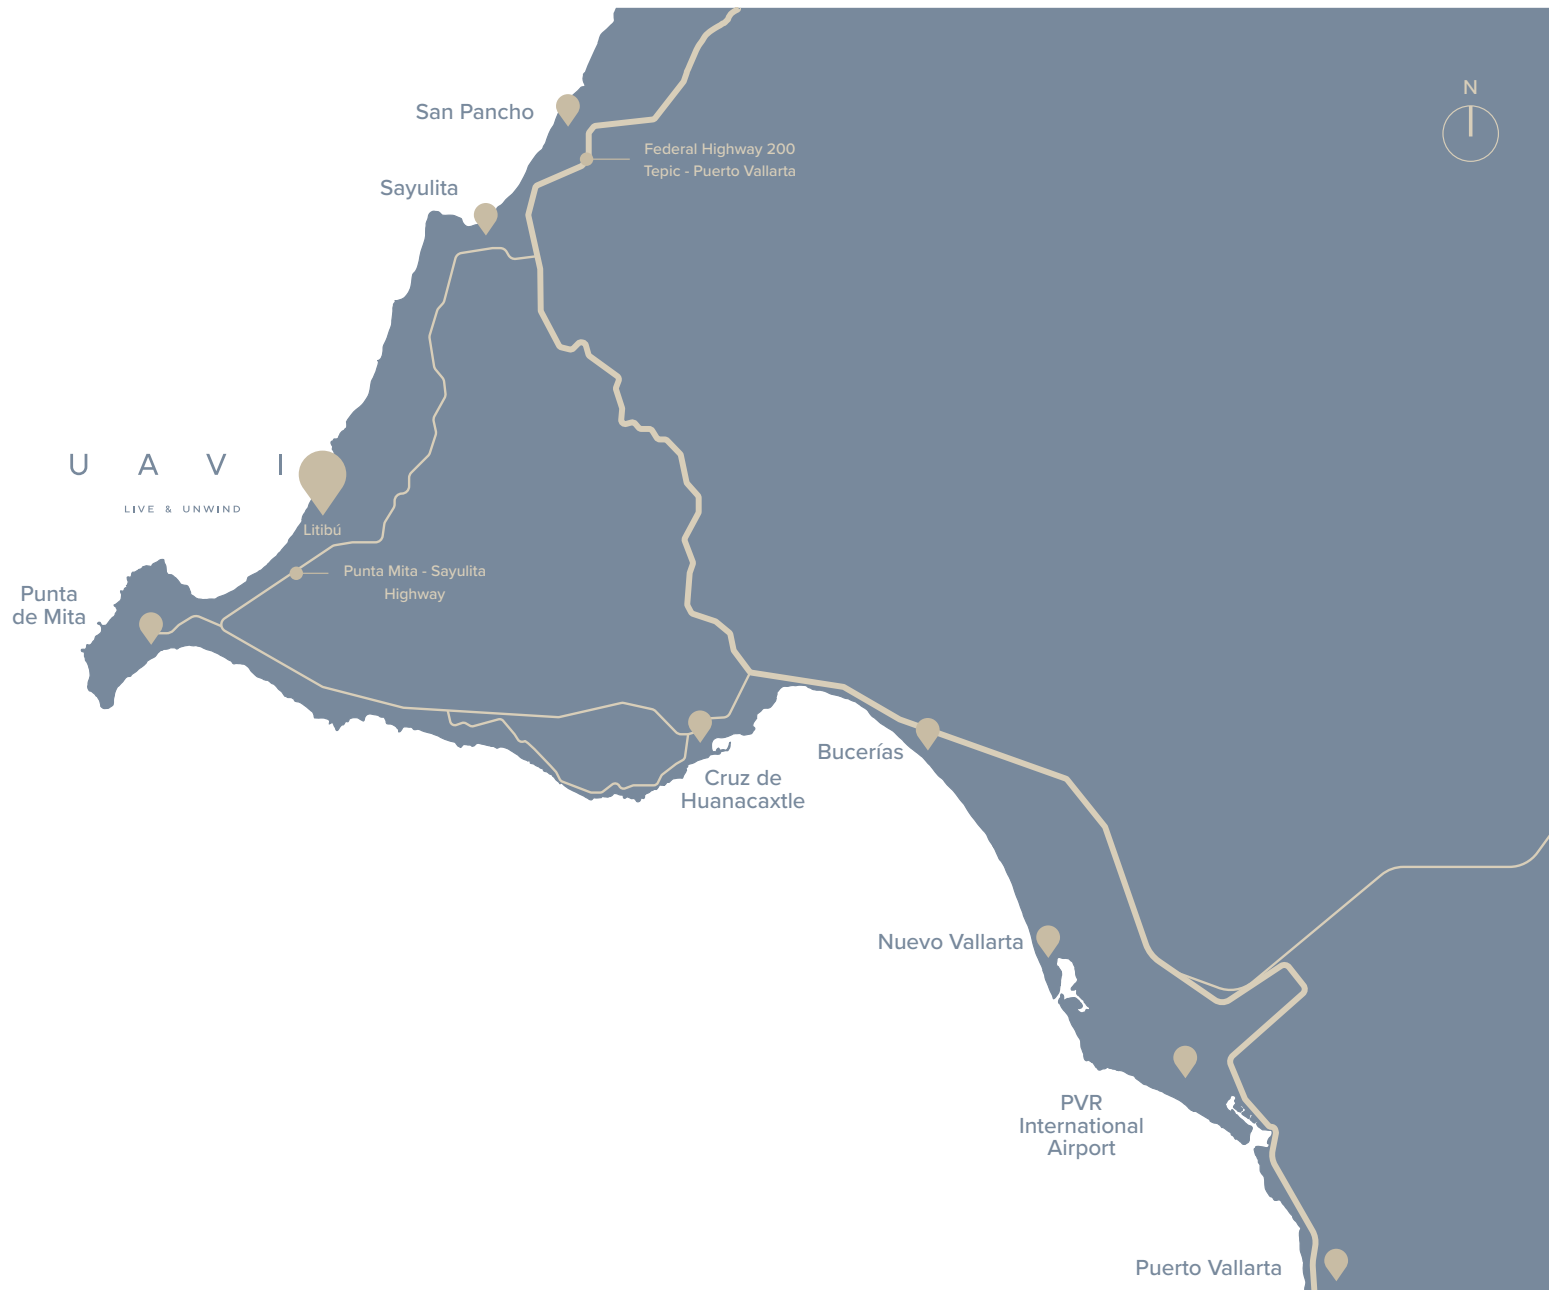 N
San Pancho
Federal Highway 200
Tepic - Puerto Vallarta
Sayulita
U A V I
LIVE & UNWIND
Litibú
Punta Mita - Sayulita
Highway
Punta
de Mita
Bucerías
Cruz de
Huanacaxtle
Nuevo Vallarta
PVR
International
Airport
Puerto Vallarta